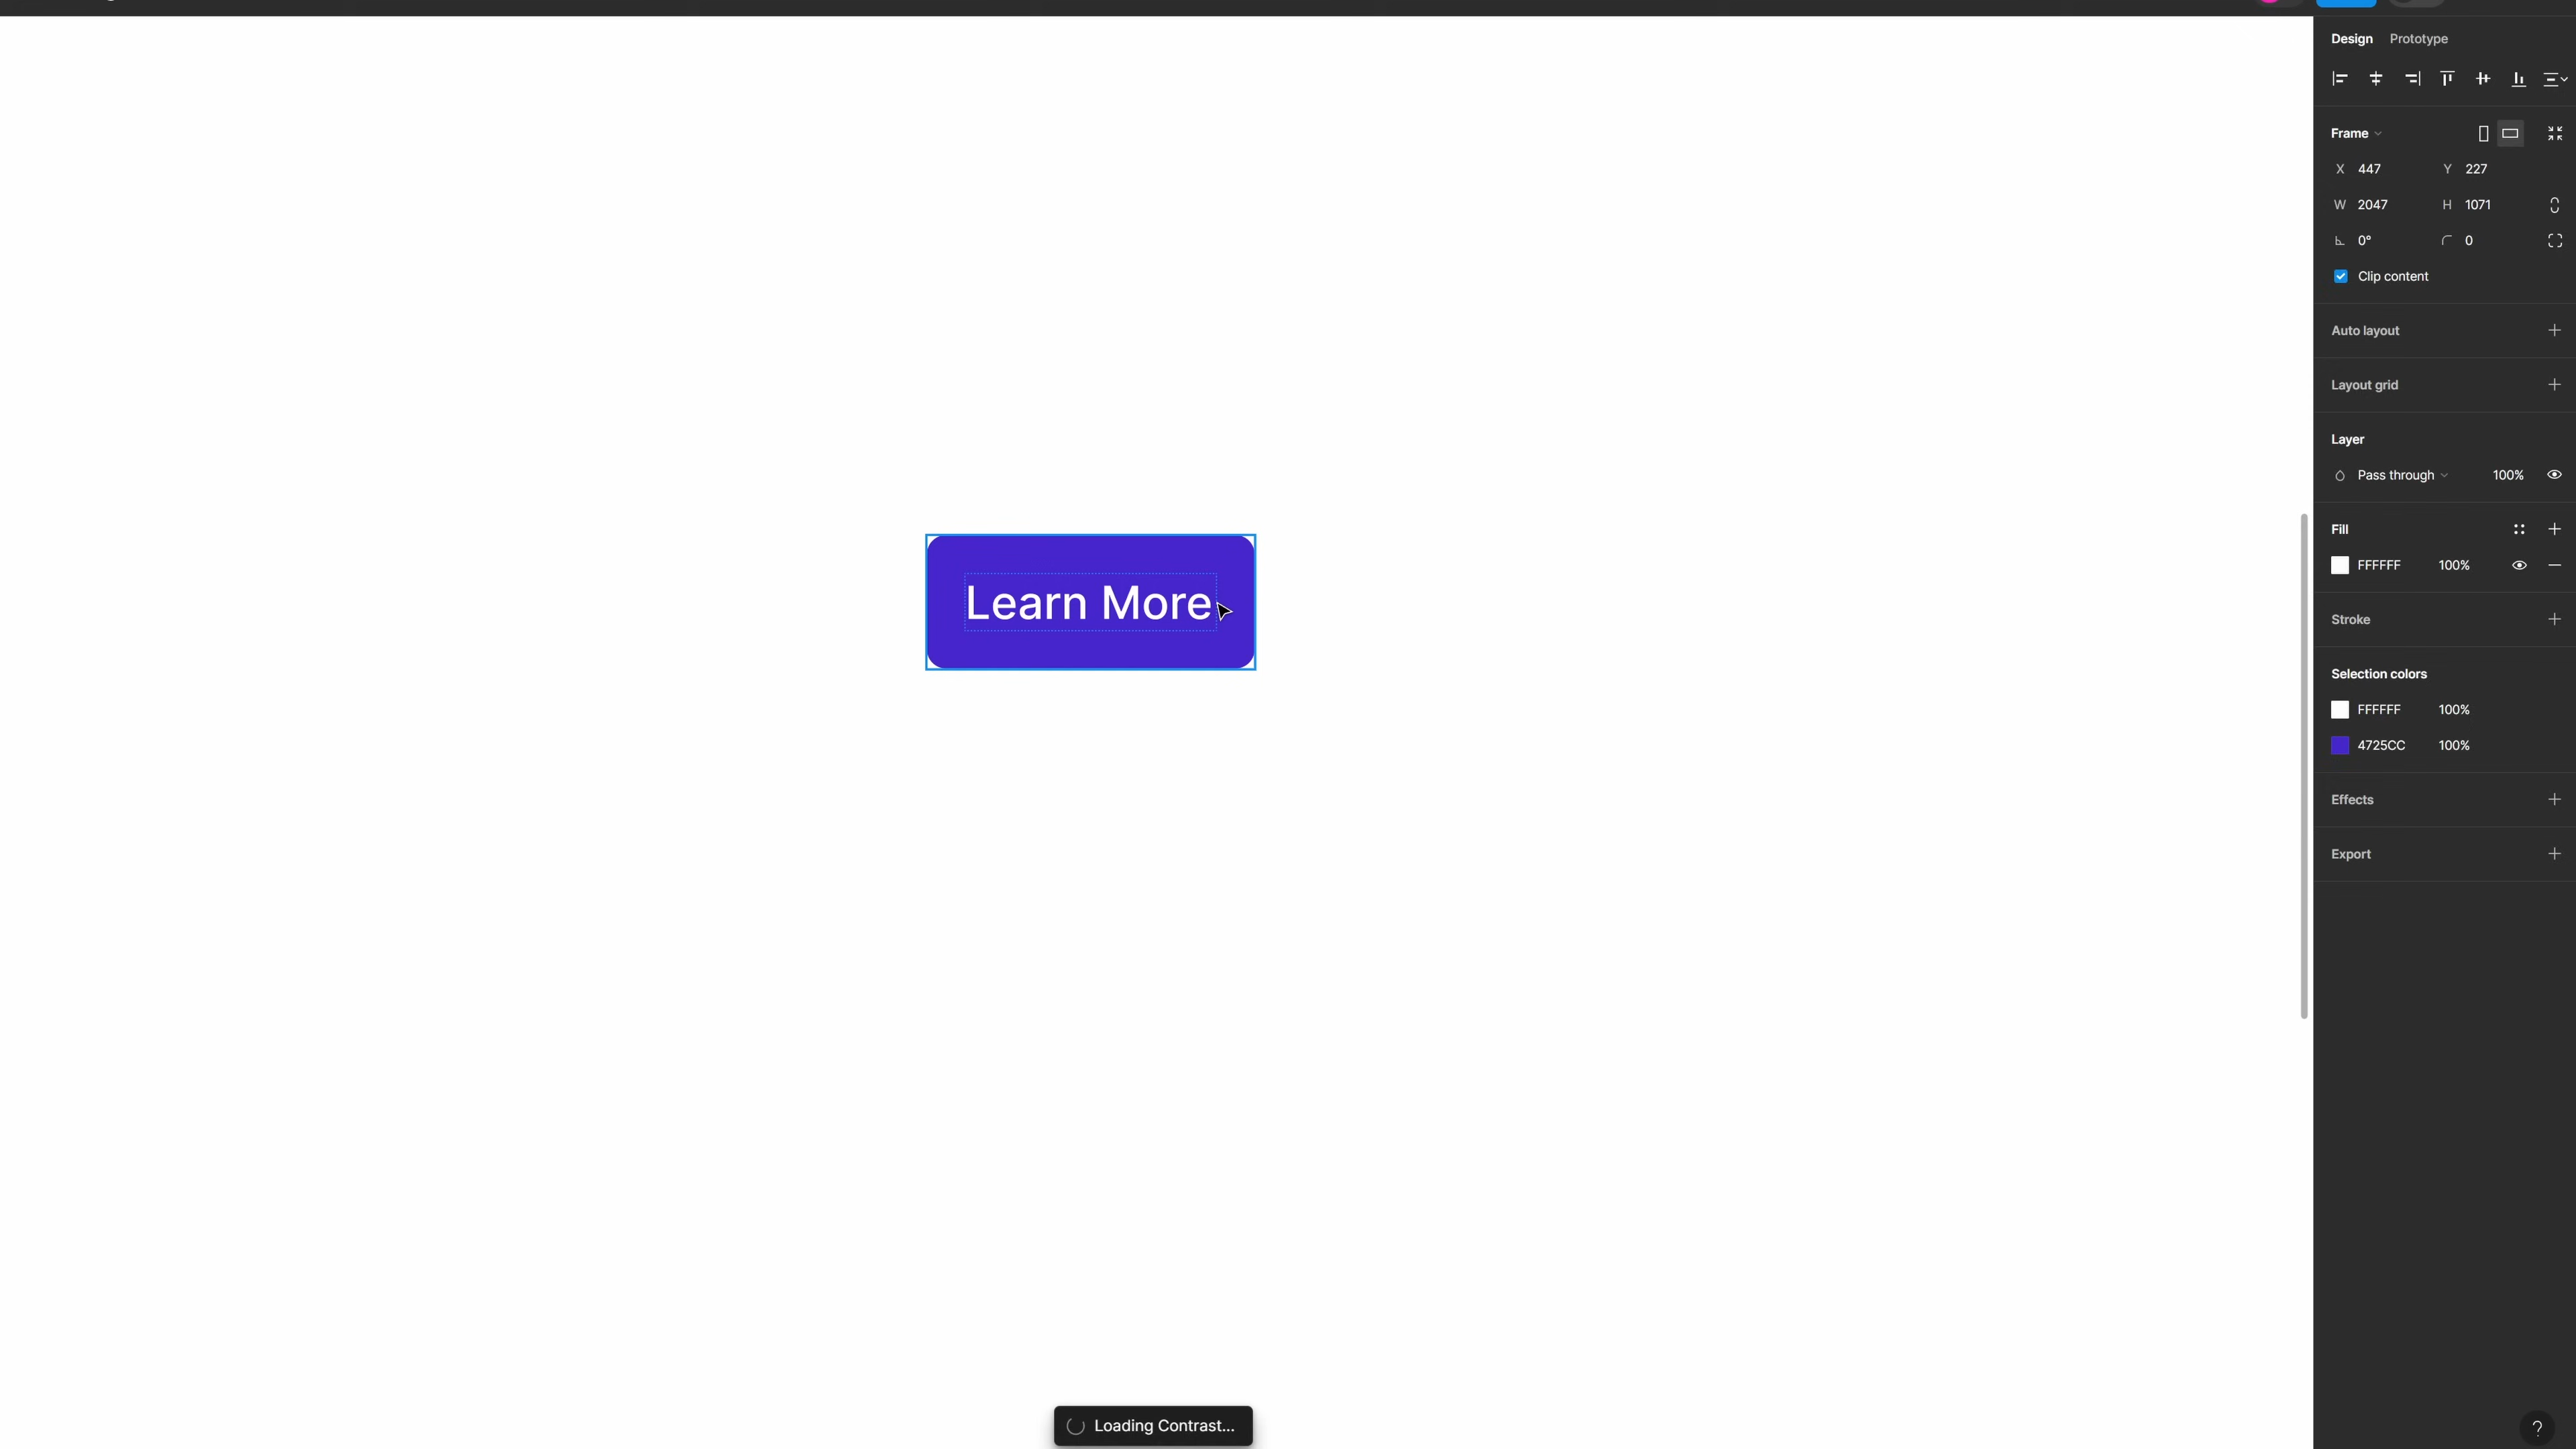 Design Prototype
Frame
X 447 Y 227
W 2047 H 1071
0° 0
Clip content
Auto layout
Layout grid
Layer
Pass through 100%
Fill
FFFFFF 100%
Learn More
Stroke
Selection colors
FFFFFF 100%
4725CC 100%
Effects
Export
Loading Contrast...
?